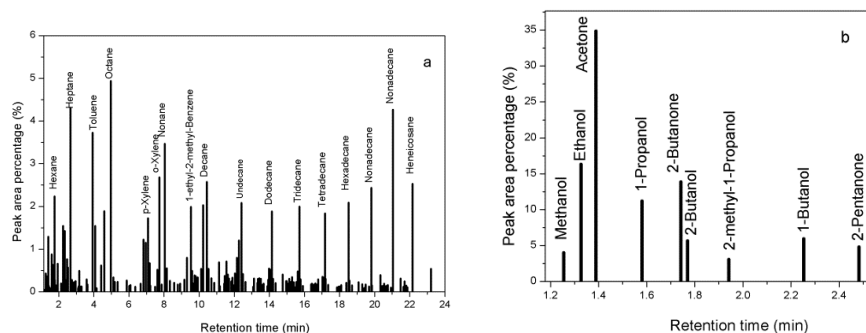 a
6
5
4
3
2
1
0
Peak area percentage (%)
Hexane
Heptane
Toluene
Octane
p-Xylene
o-Xylene
Nonane
1-ethyl-2-methyl-Benzene
Decane
Undecane
Dodecane
Tridecane
Tetradecane
Hexadecane
Nonadecane
Nonadecane
Heneicosane
2 4 6 8 10 12 14 16 18 20 22 24
Retention time (min)
b
35
30
25
20
15
10
5
0
Peak area percentage (%)
Methanol
Ethanol
Acetone
1-Propanol
2-Butanone
2-Butanol
2-methyl-1-Propanol
1-Butanol
2-Pentanone
1.2 1.4 1.6 1.8 2.0 2.2 2.4
Retention time (min)